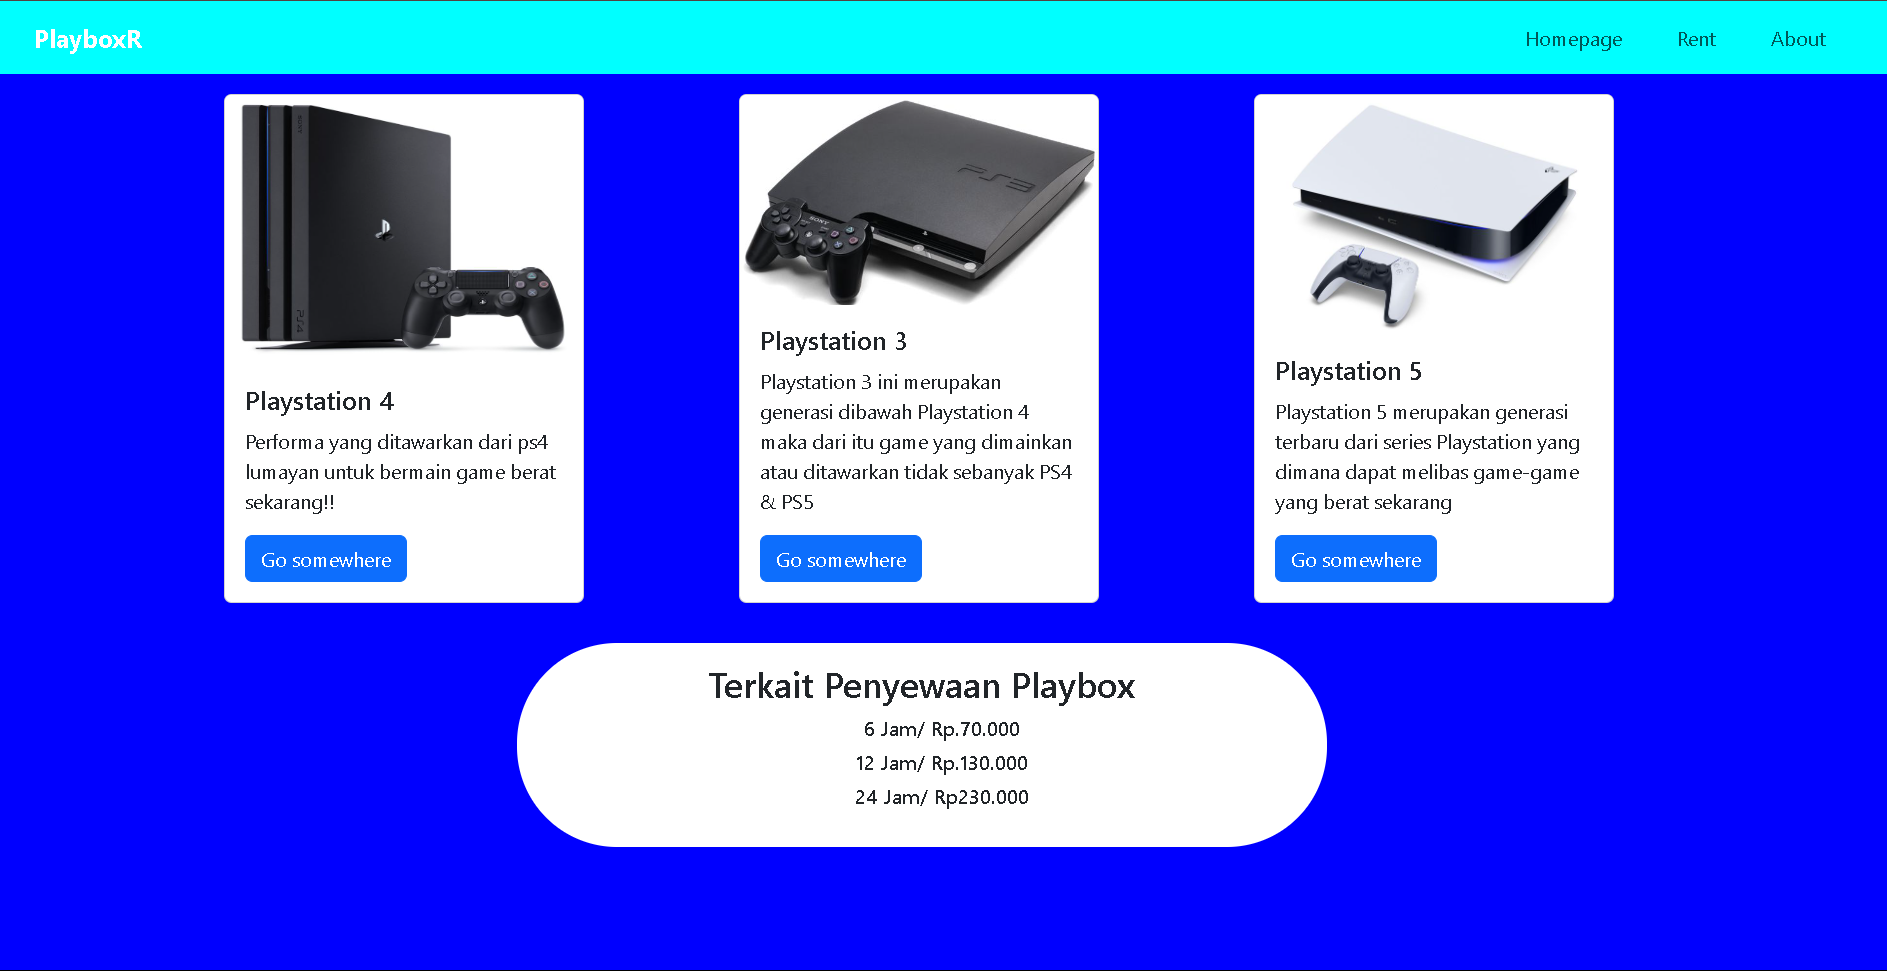 PlayboxR
Homepage
Rent
About
SONY
PS4
Playstation 4
Performa yang ditawarkan dari ps4
lumayan untuk bermain game berat
sekarang!!
Go somewhere
PS3
SONY
Playstation 3
Playstation 3 ini merupakan
generasi dibawah Playstation 4
maka dari itu game yang dimainkan
atau ditawarkan tidak sebanyak PS4
& PS5
Go somewhere
Playstation 5
Playstation 5 merupakan generasi
terbaru dari series Playstation yang
dimana dapat melibas game-game
yang berat sekarang
Go somewhere
Terkait Penyewaan Playbox
6 Jam/ Rp.70.000
12 Jam/ Rp.130.000
24 Jam/ Rp230.000